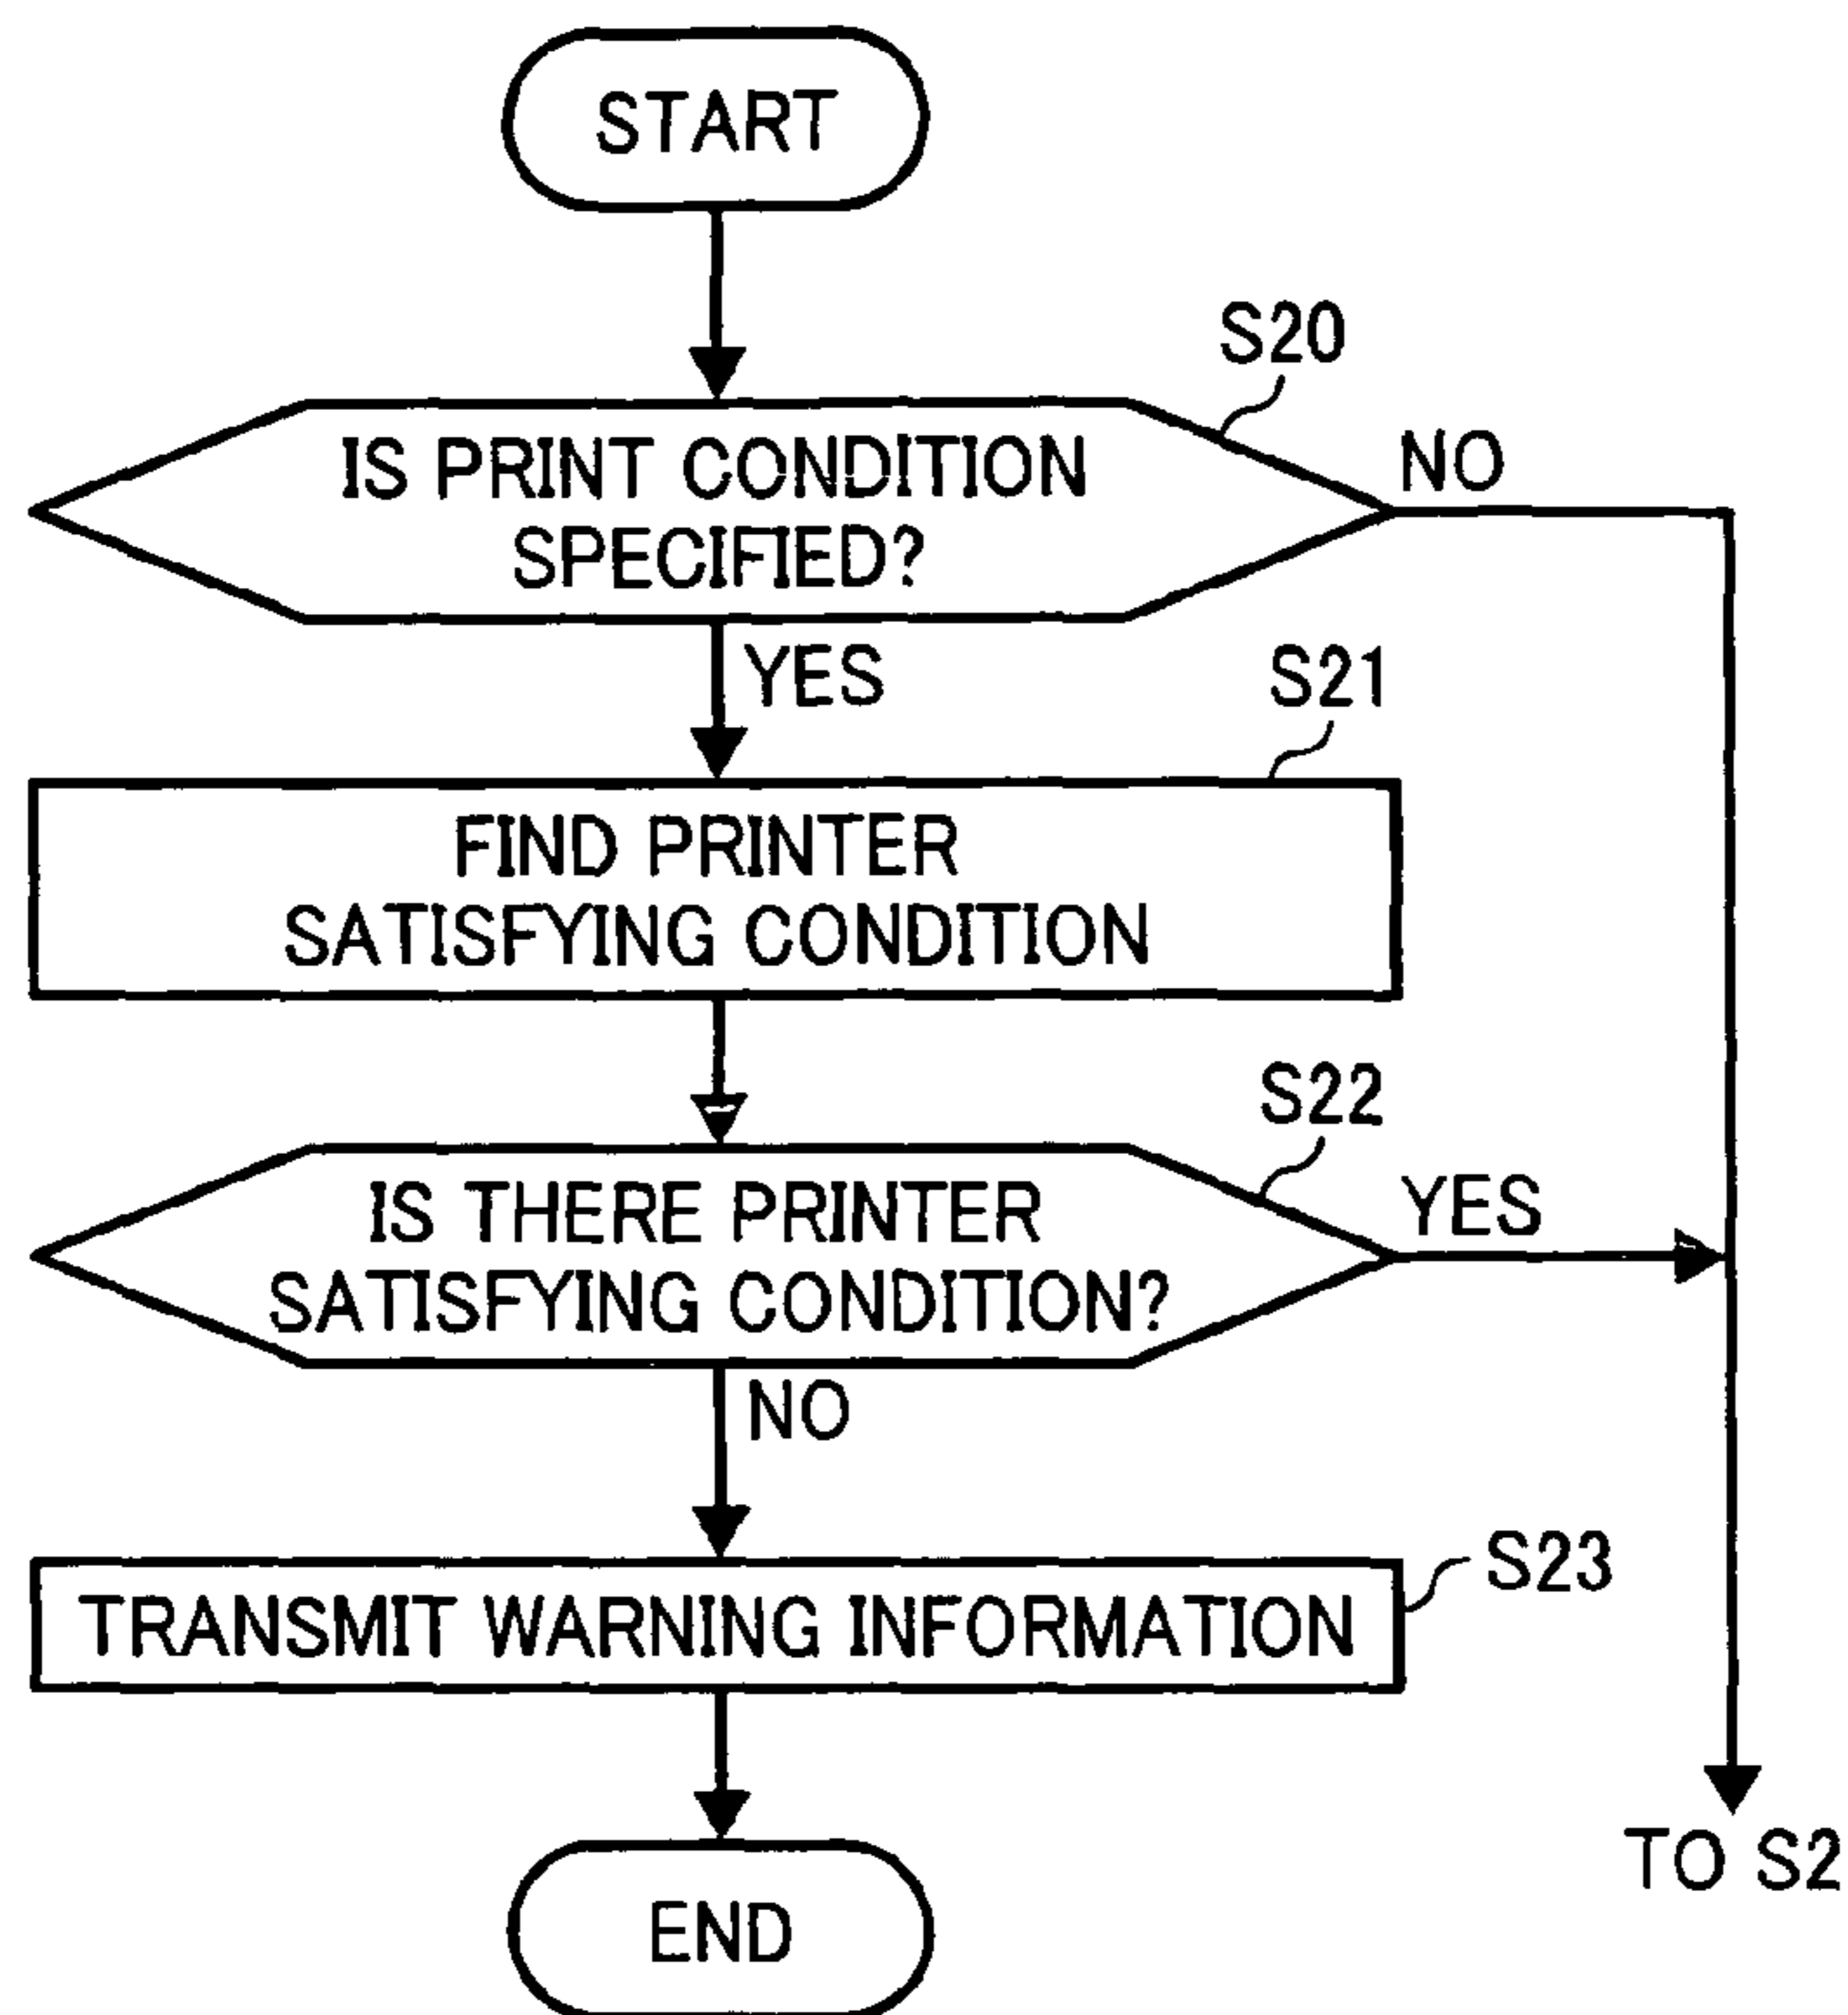 START
S20
IS PRINT CONDITION
SPECIFIED?
NO
YES
S21
FIND PRINTER
SATISFYING CONDITION
S22
IS THERE PRINTER
SATISFYING CONDITION?
YES
NO
S23
TRANSMIT WARNING INFORMATION
TO S2
END